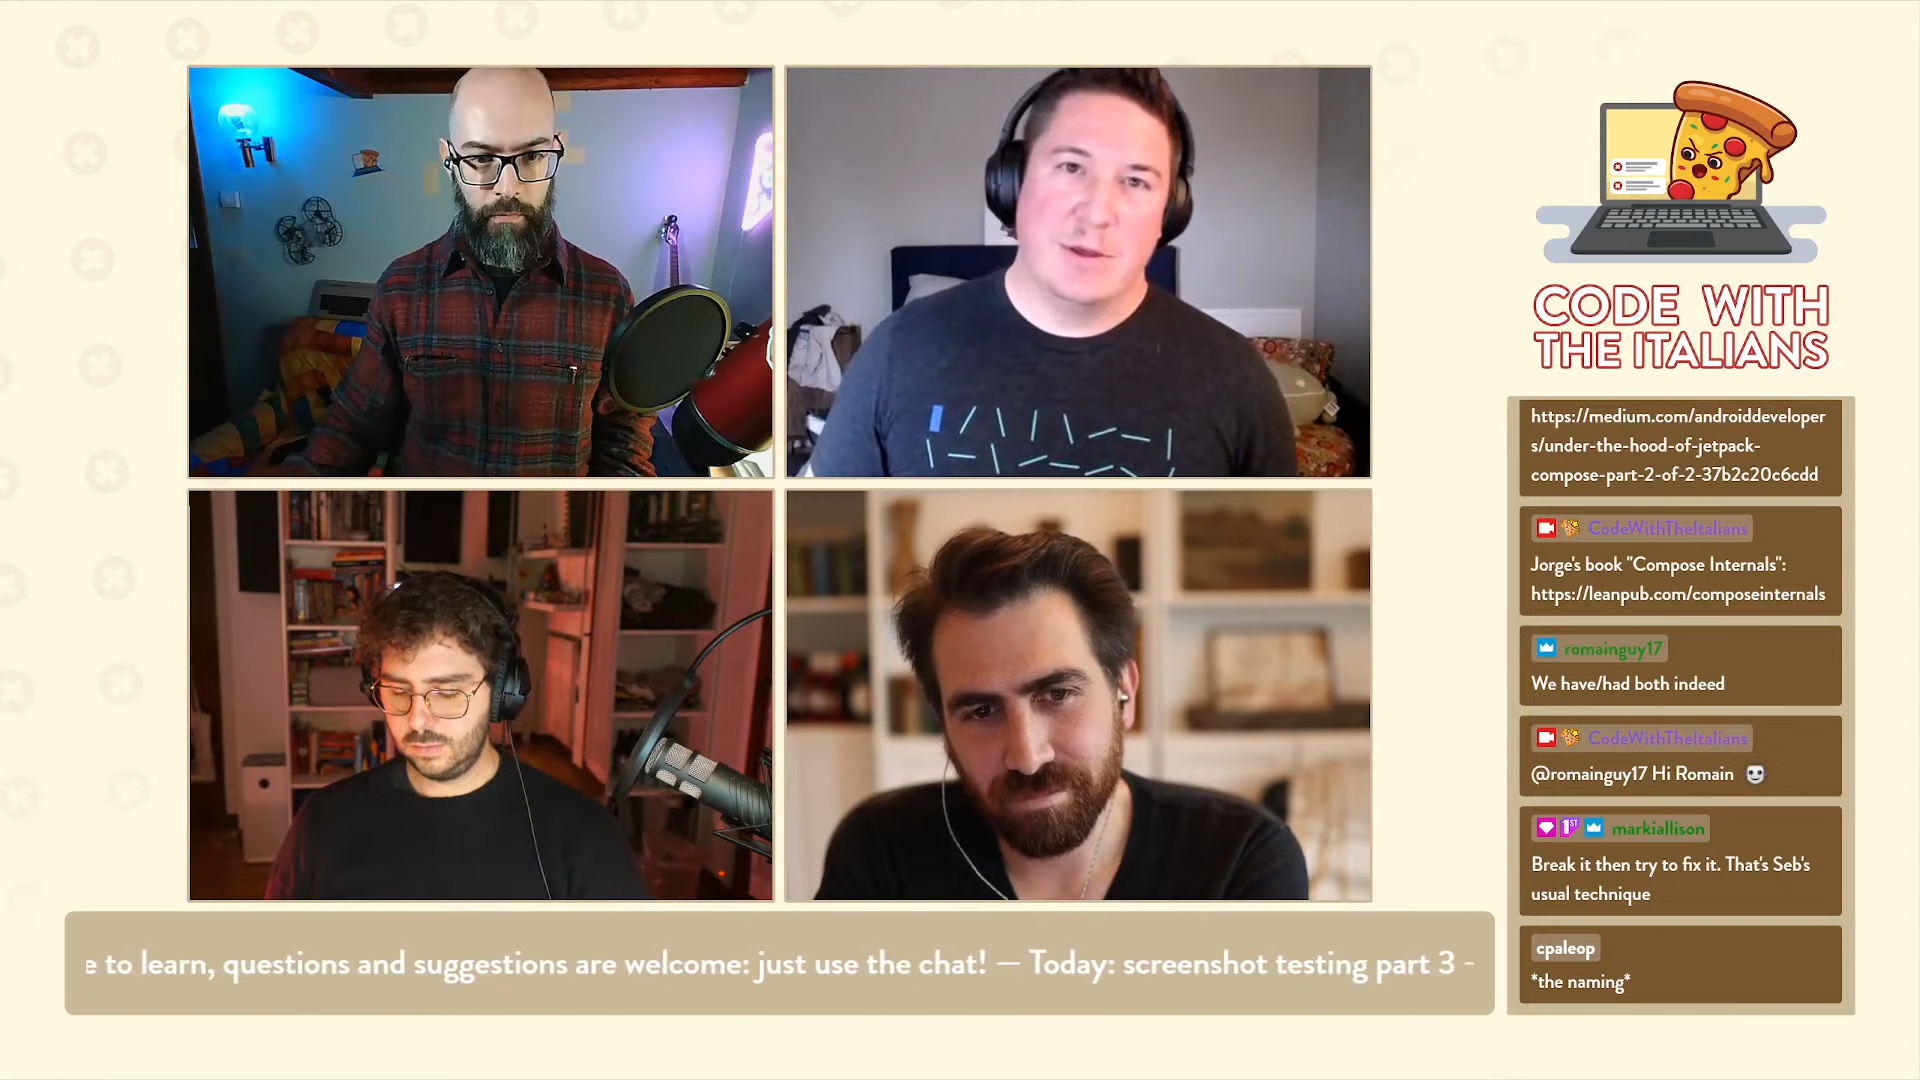 CODE WITH
THE ITALIANS
https://medium.com/androiddeveloper
s/under-the-hood-of-jetpack-
compose-part-2-of-2-37b2c20c6cdd
CodeWithTheItalians
Jorge's book "Compose Internals":
https://leanpub.com/composeinternals
romainguy17
We have/had both indeed
CodeWithTheItalians
@romainguy17 Hi Romain
1ST markiallison
Break it then try to fix it. That's Seb's
usual technique
cpaleop
*the naming*
e to learn, questions and suggestions are welcome: just use the chat! — Today: screenshot testing part 3 -